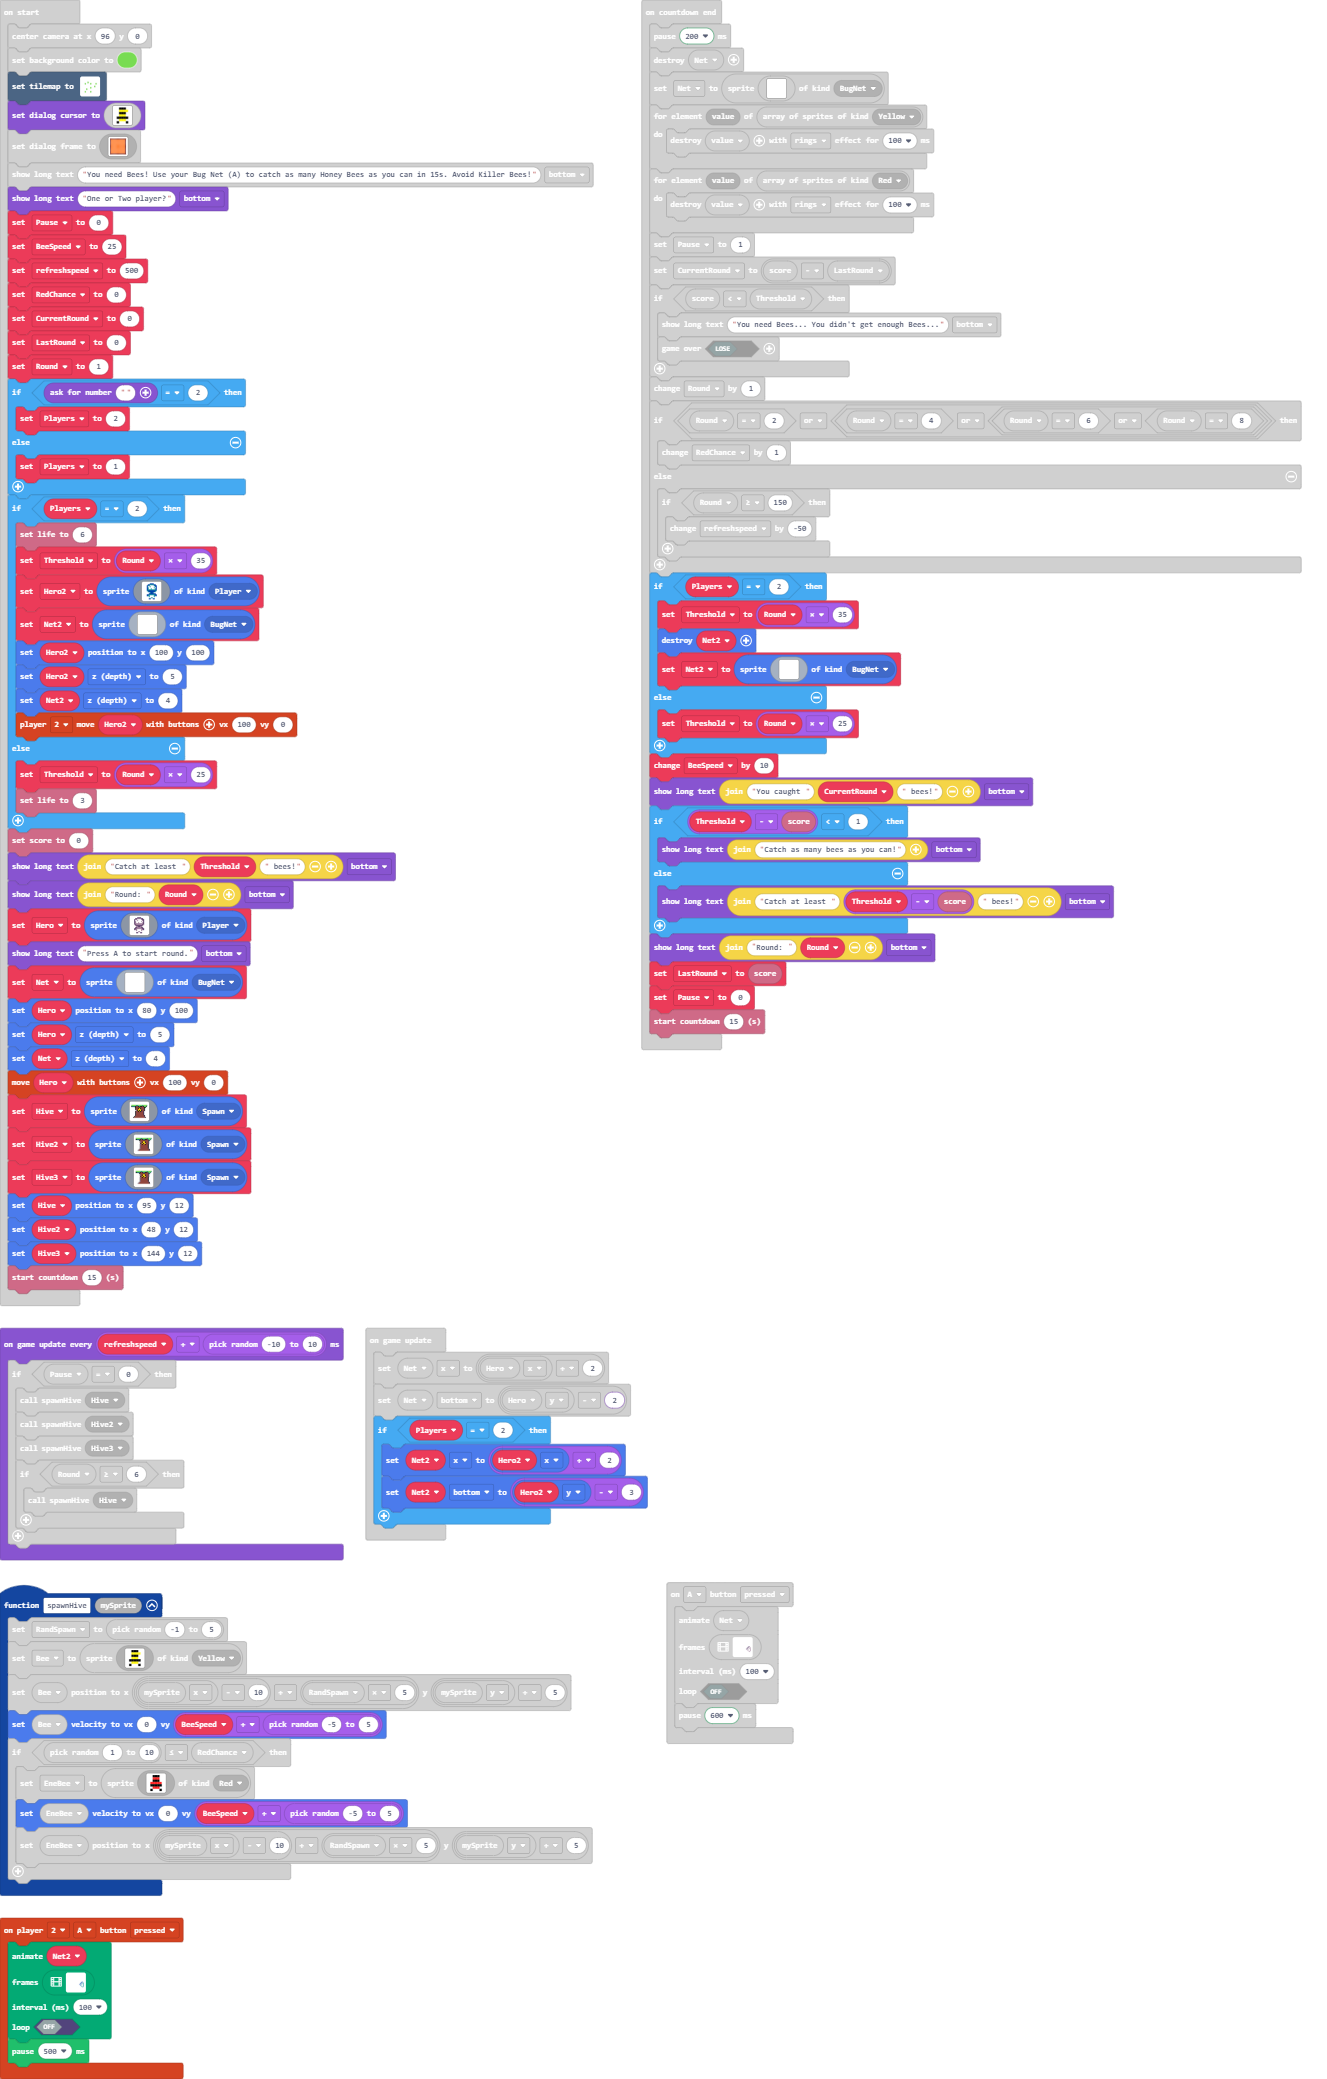 on start
center camera at x 96 y 0
set background color to
set tilemap to
set dialog cursor to
set dialog frame to
show long text "You need Bees! Use your Bug Net (A) to catch as many Honey Bees as you can in 15s. Avoid Killer Bees!" bottom
show long text "One or Two player?" bottom
set Pause to 0
set BeeSpeed to 25
set refreshspeed to 500
set RedChance to 0
set CurrentRound to 0
set LastRound to 0
set Round to 1
if ask for number "" = 2 then
set Players to 2
else
set Players to 1
if Players = 2 then
set life to 6
set Threshold to Round × 35
set Hero2 to sprite of kind Player
set Net2 to sprite of kind BugNet
set Hero2 position to x 100 y 100
set Hero2 z (depth) to 5
set Net2 z (depth) to 4
player 2 move Hero2 with buttons vx 100 vy 0
else
set Threshold to Round × 25
set life to 3
set score to 0
show long text join "Catch at least " Threshold " bees!" bottom
show long text join "Round: " Round bottom
set Hero to sprite of kind Player
show long text "Press A to start round." bottom
set Net to sprite of kind BugNet
set Hero position to x 80 y 100
set Hero z (depth) to 5
set Net z (depth) to 4
move Hero with buttons vx 100 vy 0
set Hive to sprite of kind Spawn
set Hive2 to sprite of kind Spawn
set Hive3 to sprite of kind Spawn
set Hive position to x 95 y 12
set Hive2 position to x 48 y 12
set Hive3 position to x 144 y 12
start countdown 15 (s)
on countdown end
pause 200 ms
destroy Net
set Net to sprite of kind BugNet
for element value of array of sprites of kind Yellow
do destroy value with rings effect for 100 ms
for element value of array of sprites of kind Red
do destroy value with rings effect for 100 ms
set Pause to 1
set CurrentRound to score - LastRound
if score < Threshold then
show long text "You need Bees... You didn't get enough Bees..." bottom
game over LOSE
change Round by 1
if Round = 2 or Round = 4 or Round = 6 or Round = 8 then
change RedChance by 1
else
if Round ≥ 150 then
change refreshspeed by -50
if Players = 2 then
set Threshold to Round × 35
destroy Net2
set Net2 to sprite of kind BugNet
else
set Threshold to Round × 25
change BeeSpeed by 10
show long text join "You caught " CurrentRound " bees!" bottom
if Threshold - score < 1 then
show long text join "Catch as many bees as you can!" bottom
else
show long text join "Catch at least " Threshold - score " bees!" bottom
show long text join "Round: " Round bottom
set LastRound to score
set Pause to 0
start countdown 15 (s)
on game update every refreshspeed + pick random -10 to 10 ms
if Pause = 0 then
call spawnHive Hive
call spawnHive Hive2
call spawnHive Hive3
if Round ≥ 6 then
call spawnHive Hive
on game update
set Net x to Hero x + 2
set Net bottom to Hero y - 2
if Players = 2 then
set Net2 x to Hero2 x + 2
set Net2 bottom to Hero2 y - 3
function spawnHive mySprite
set RandSpawn to pick random -1 to 5
set Bee to sprite of kind Yellow
set Bee position to x mySprite x - 10 + RandSpawn × 5 y mySprite y + 5
set Bee velocity to vx 0 vy BeeSpeed + pick random -5 to 5
if pick random 1 to 10 ≤ RedChance then
set EneBee to sprite of kind Red
set EneBee velocity to vx 0 vy BeeSpeed + pick random -5 to 5
set EneBee position to x mySprite x - 10 + RandSpawn × 5 y mySprite y + 5
on A button pressed
animate Net
frames
interval (ms) 100
loop OFF
pause 600 ms
on player 2 A button pressed
animate Net2
frames
interval (ms) 100
loop OFF
pause 500 ms